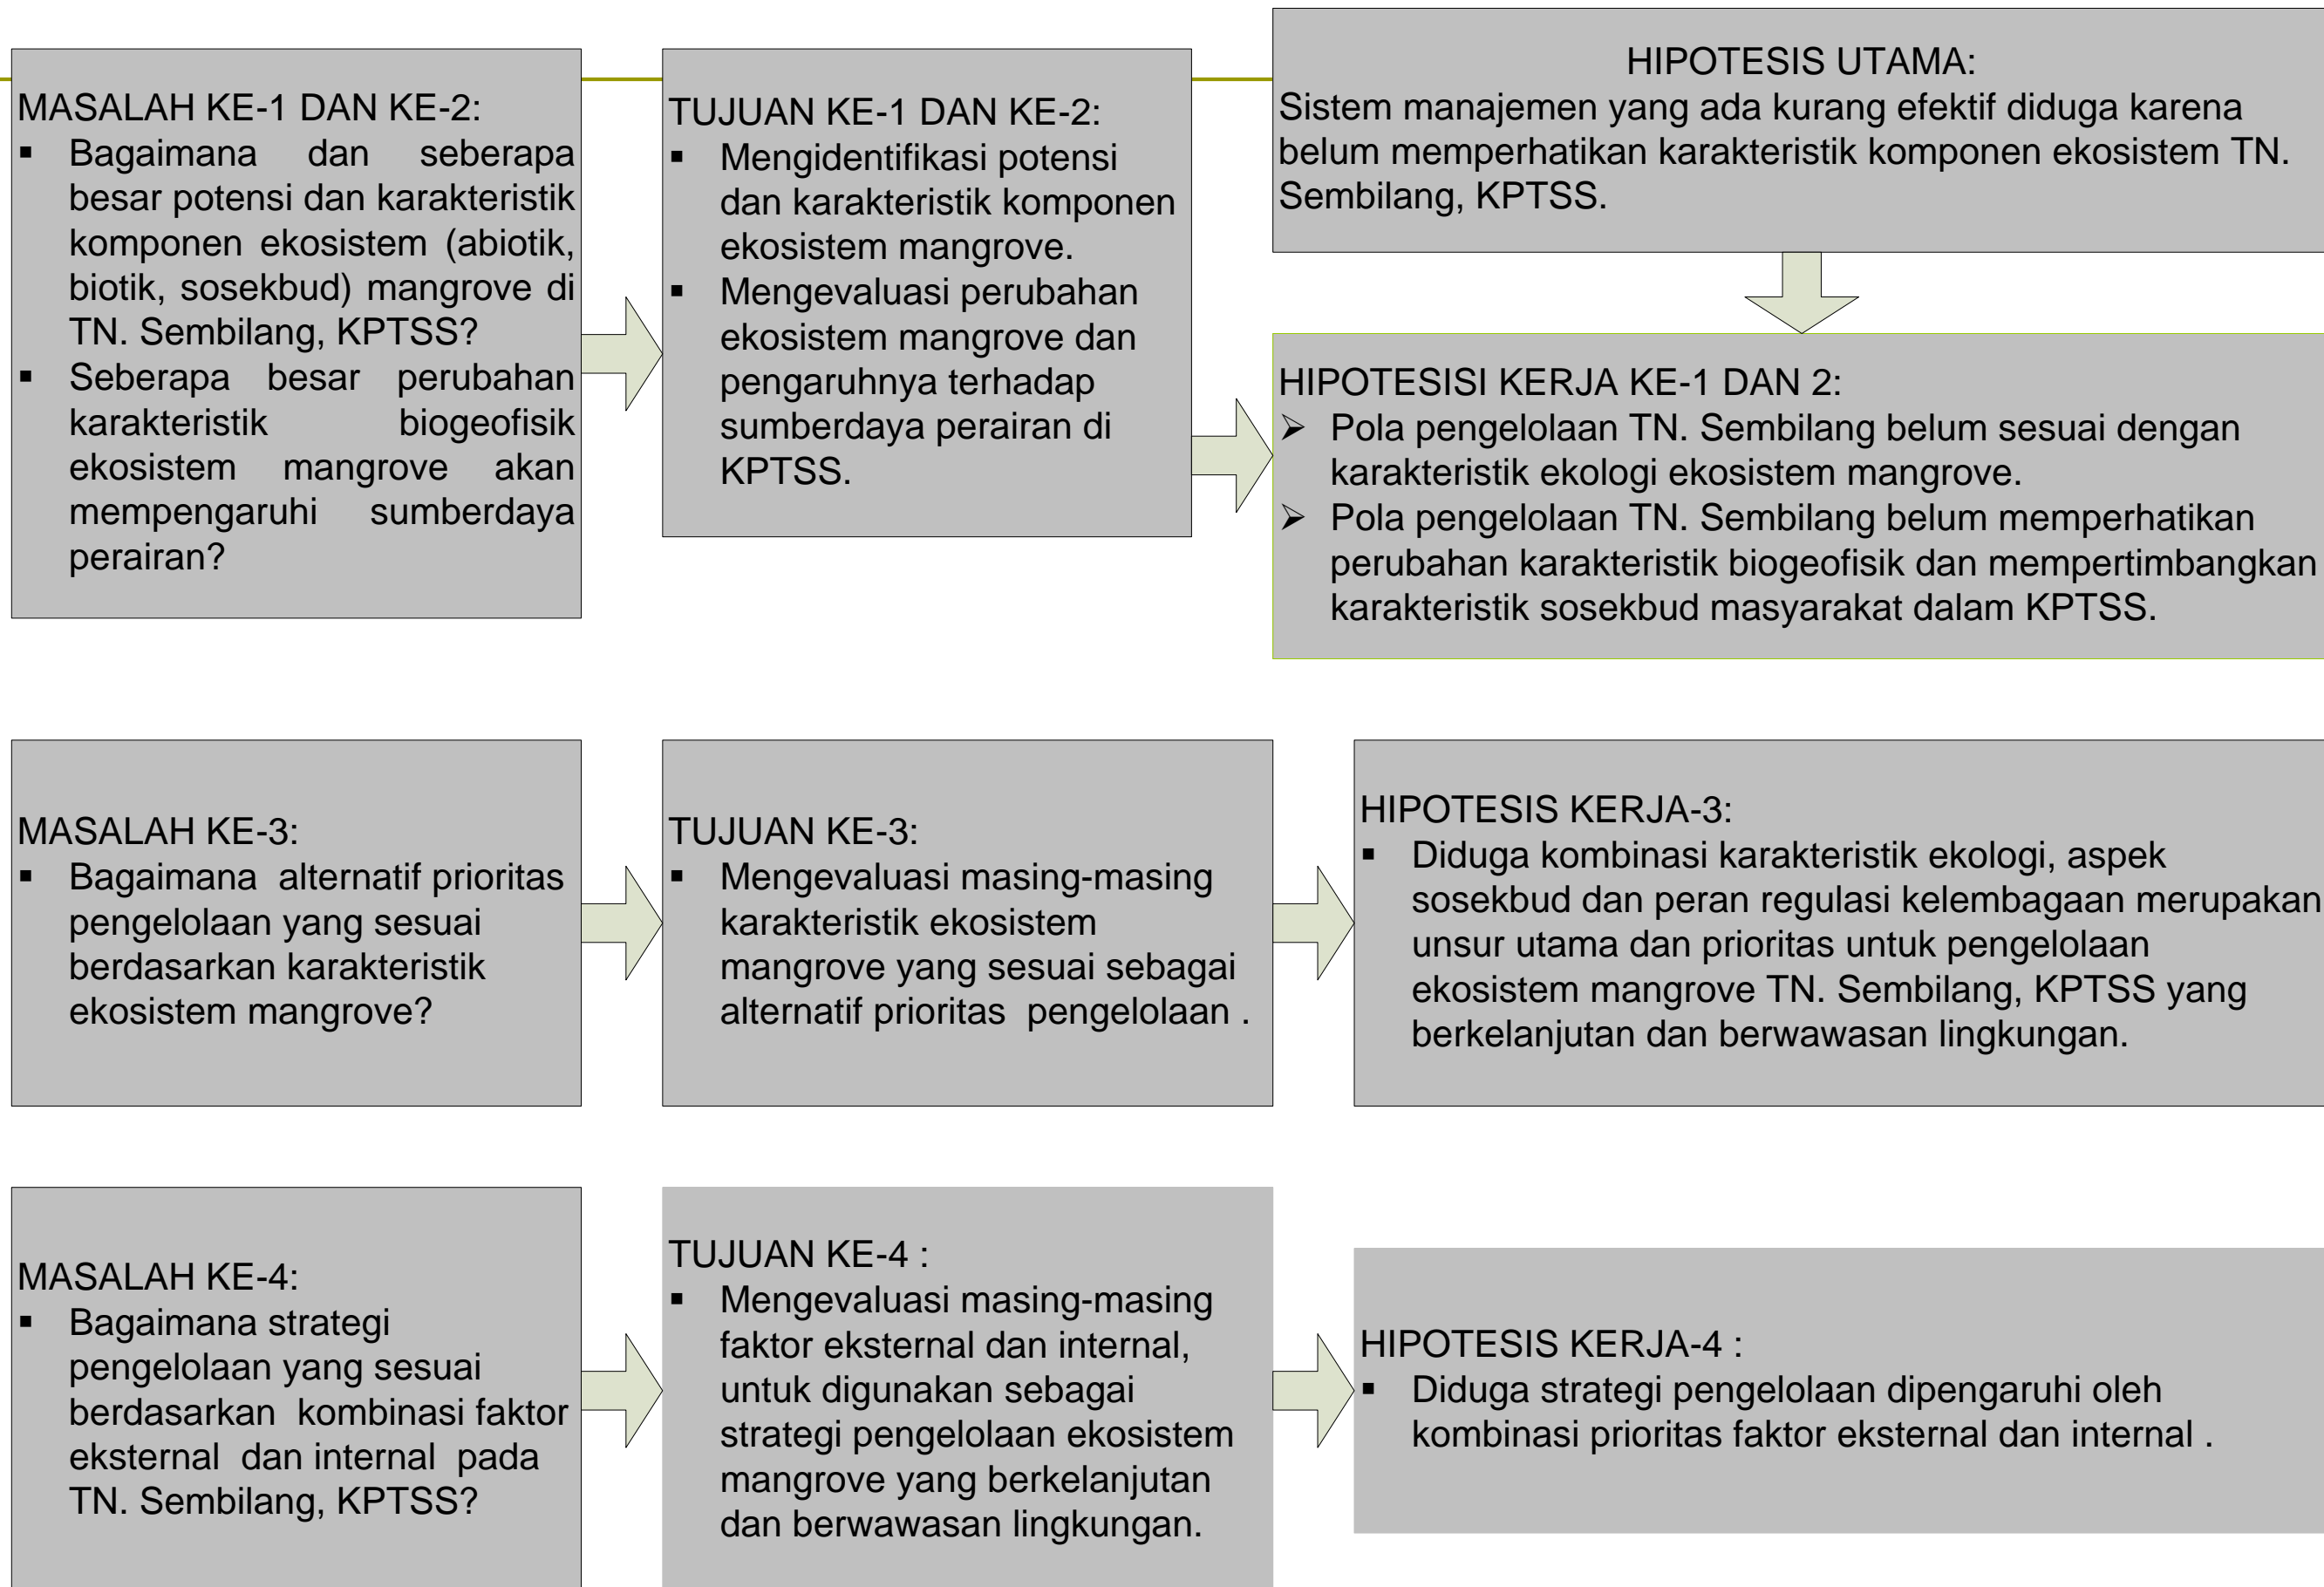 MASALAH KE-1 DAN KE-2:
▪ Bagaimana dan seberapa
besar potensi dan karakteristik
komponen ekosistem (abiotik,
biotik, sosekbud) mangrove di
TN. Sembilang, KPTSS?
▪ Seberapa besar perubahan
karakteristik biogeofisik
ekosistem mangrove akan
mempengaruhi sumberdaya
perairan?
TUJUAN KE-1 DAN KE-2:
▪ Mengidentifikasi potensi
dan karakteristik komponen
ekosistem mangrove.
▪ Mengevaluasi perubahan
ekosistem mangrove dan
pengaruhnya terhadap
sumberdaya perairan di
KPTSS.
HIPOTESIS UTAMA:
Sistem manajemen yang ada kurang efektif diduga karena
belum memperhatikan karakteristik komponen ekosistem TN.
Sembilang, KPTSS.
HIPOTESISI KERJA KE-1 DAN 2:
➢ Pola pengelolaan TN. Sembilang belum sesuai dengan
karakteristik ekologi ekosistem mangrove.
➢ Pola pengelolaan TN. Sembilang belum memperhatikan
perubahan karakteristik biogeofisik dan mempertimbangkan
karakteristik sosekbud masyarakat dalam KPTSS.
MASALAH KE-3:
▪ Bagaimana alternatif prioritas
pengelolaan yang sesuai
berdasarkan karakteristik
ekosistem mangrove?
TUJUAN KE-3:
▪ Mengevaluasi masing-masing
karakteristik ekosistem
mangrove yang sesuai sebagai
alternatif prioritas pengelolaan .
HIPOTESIS KERJA-3:
▪ Diduga kombinasi karakteristik ekologi, aspek
sosekbud dan peran regulasi kelembagaan merupakan
unsur utama dan prioritas untuk pengelolaan
ekosistem mangrove TN. Sembilang, KPTSS yang
berkelanjutan dan berwawasan lingkungan.
MASALAH KE-4:
▪ Bagaimana strategi
pengelolaan yang sesuai
berdasarkan kombinasi faktor
eksternal dan internal pada
TN. Sembilang, KPTSS?
TUJUAN KE-4 :
▪ Mengevaluasi masing-masing
faktor eksternal dan internal,
untuk digunakan sebagai
strategi pengelolaan ekosistem
mangrove yang berkelanjutan
dan berwawasan lingkungan.
HIPOTESIS KERJA-4 :
▪ Diduga strategi pengelolaan dipengaruhi oleh
kombinasi prioritas faktor eksternal dan internal .